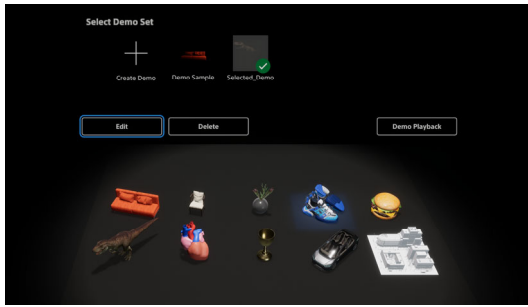 Select Demo Set
Create Demo
Demo Sample
Selected_Demo
Edit
Delete
Demo Playback